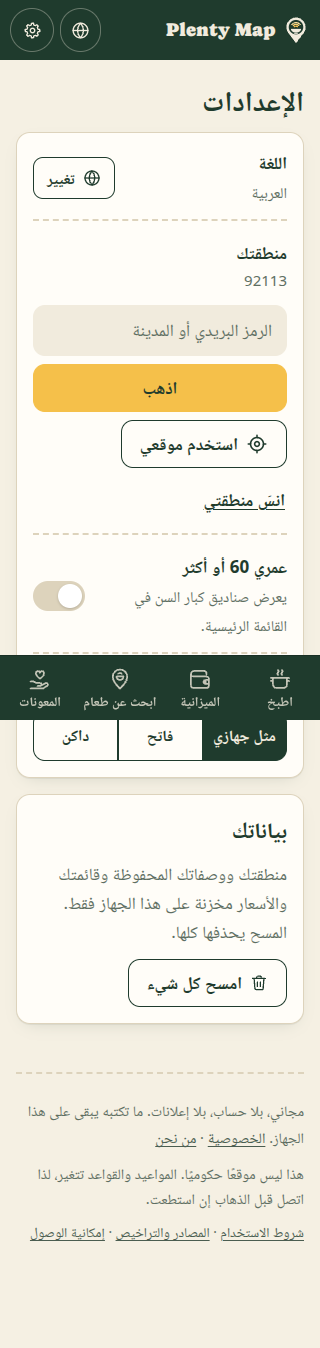 Plenty Map
الإعدادات
اللغة
العربية
تغيير
منطقتك
92113
الرمز البريدي أو المدينة
اذهب
استخدم موقعي
انسَ منطقتي
عمري 60 أو أكثر
يعرض صناديق كبار السن في
القائمة الرئيسية.
اطبخ
الميزانية
ابحث عن طعام
المعونات
مثل جهازي
فاتح
داكن
بياناتك
منطقتك ووصفاتك المحفوظة وقائمتك
والأسعار مخزنة على هذا الجهاز فقط.
المسح يحذفها كلها.
امسح كل شيء
مجاني، بلا حساب، بلا إعلانات. ما تكتبه يبقى على هذا
الجهاز. الخصوصية · من نحن
هذا ليس موقعًا حكوميًا. المواعيد والقواعد تتغير، لذا
اتصل قبل الذهاب إن استطعت.
شروط الاستخدام · المصادر والتراخيص · إمكانية الوصول